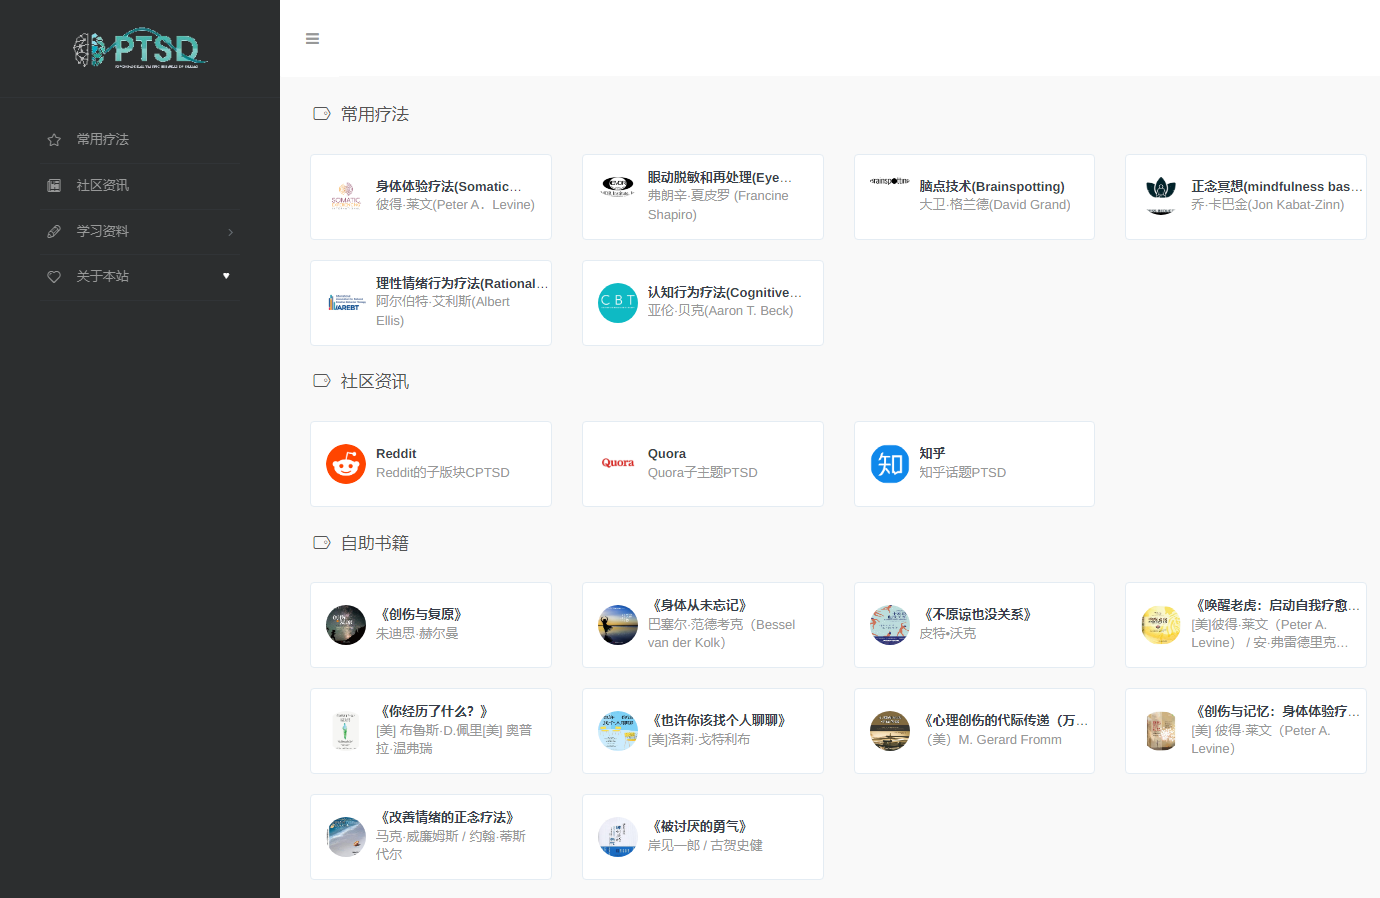 PTSD
常用疗法
社区资讯
学习资料
关于本站
常用疗法
身体体验疗法(Somatic...
彼得·莱文(Peter A．Levine)
眼动脱敏和再处理(Eye...
弗朗辛·夏皮罗 (Francine
Shapiro)
脑点技术(Brainspotting)
大卫·格兰德(David Grand)
正念冥想(mindfulness bas...
乔·卡巴金(Jon Kabat-Zinn)
理性情绪行为疗法(Rational...
阿尔伯特·艾利斯(Albert
Ellis)
认知行为疗法(Cognitive...
亚伦·贝克(Aaron T. Beck)
SOMATIC
IAREBT
CBT
社区资讯
Reddit
Reddit的子版块CPTSD
Quora
Quora
Quora子主题PTSD
知
知乎
知乎话题PTSD
自助书籍
《创伤与复原》
朱迪思·赫尔曼
《身体从未忘记》
巴塞尔·范德考克（Bessel
van der Kolk）
《不原谅也没关系》
皮特•沃克
《唤醒老虎：启动自我疗愈...
[美]彼得·莱文（Peter A.
Levine） / 安·弗雷德里克...
《你经历了什么？》
[美] 布鲁斯·D.佩里[美] 奥普
拉·温弗瑞
《也许你该找个人聊聊》
[美]洛莉·戈特利布
《心理创伤的代际传递（万...
（美）M. Gerard Fromm
《创伤与记忆：身体体验疗...
[美] 彼得·莱文（Peter A.
Levine）
《改善情绪的正念疗法》
马克·威廉姆斯 / 约翰·蒂斯
代尔
《被讨厌的勇气》
岸见一郎 / 古贺史健